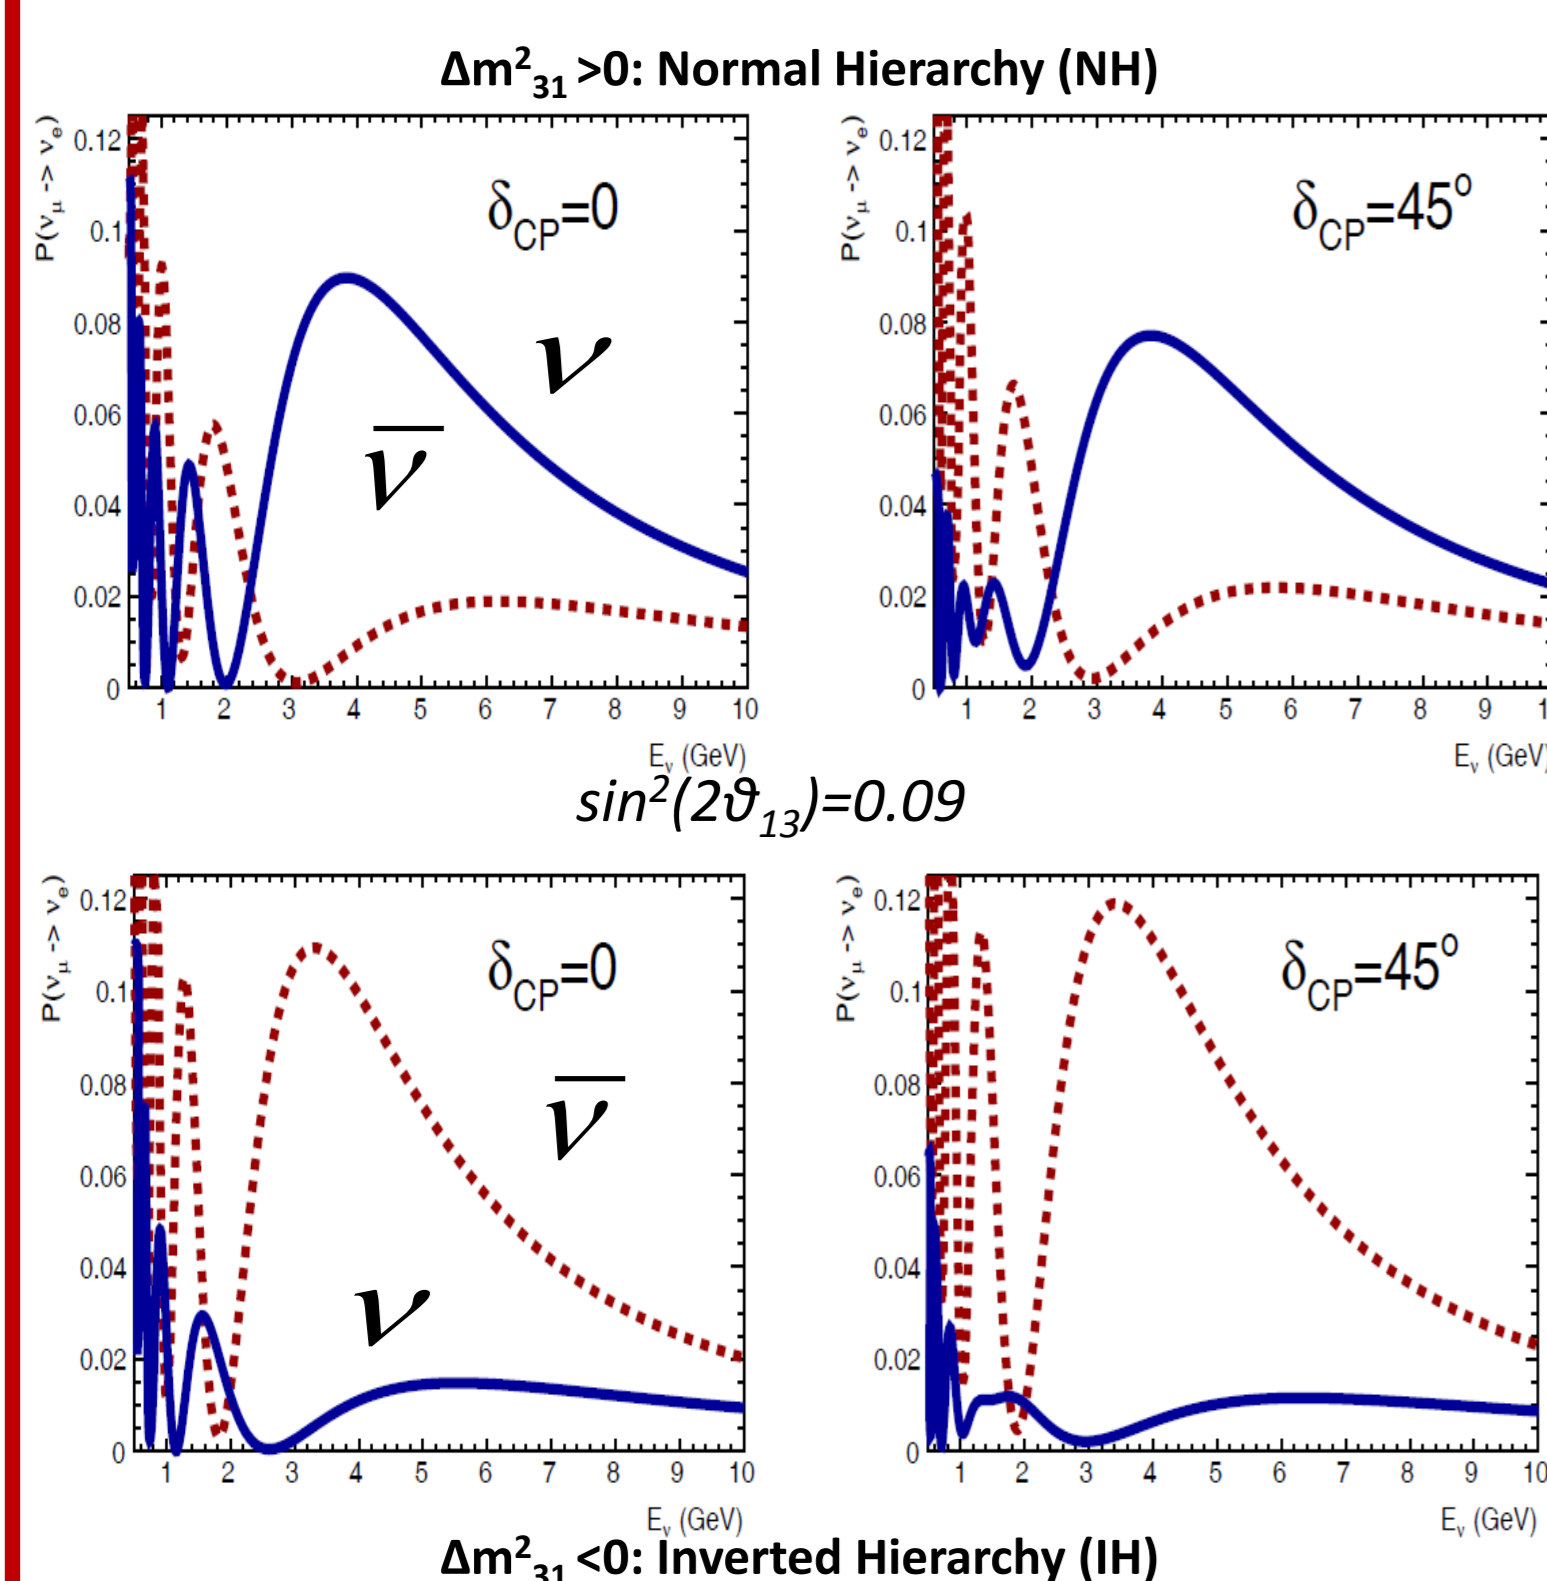 Δm²₃₁ >0: Normal Hierarchy (NH)
P(ν_μ -> ν_e)
0.12
0.1
0.08
0.06
0.04
0.02
0
δ_CP=0
ν
ν̅
1 2 3 4 5 6 7 8 9 10
E_ν (GeV)
P(ν_μ -> ν_e)
0.12
0.1
0.08
0.06
0.04
0.02
0
δ_CP=45°
1 2 3 4 5 6 7 8 9 1
E_ν (GeV)
sin²(2ϑ₁₃)=0.09
P(ν_μ -> ν_e)
0.12
0.1
0.08
0.06
0.04
0.02
0
δ_CP=0
ν̅
ν
1 2 3 4 5 6 7 8 9 10
E_ν (GeV)
P(ν_μ -> ν_e)
0.12
0.1
0.08
0.06
0.04
0.02
0
δ_CP=45°
1 2 3 4 5 6 7 8 9 10
E_ν (GeV)
Δm²₃₁ <0: Inverted Hierarchy (IH)